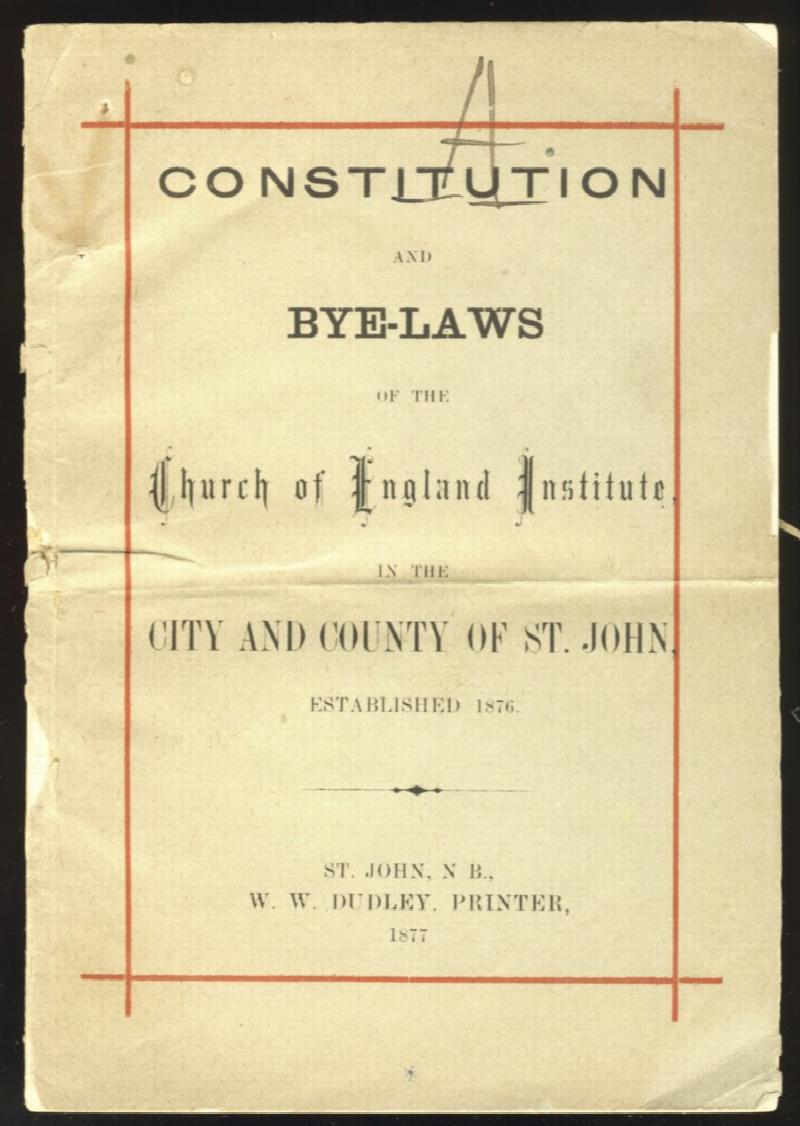 A
CONSTITUTION
AND
BYE-LAWS
OF THE
Church of England Institute,
IN THE
CITY AND COUNTY OF ST. JOHN,
ESTABLISHED 1876.
ST. JOHN, N B.,
W. W. DUDLEY. PRINTER,
1877